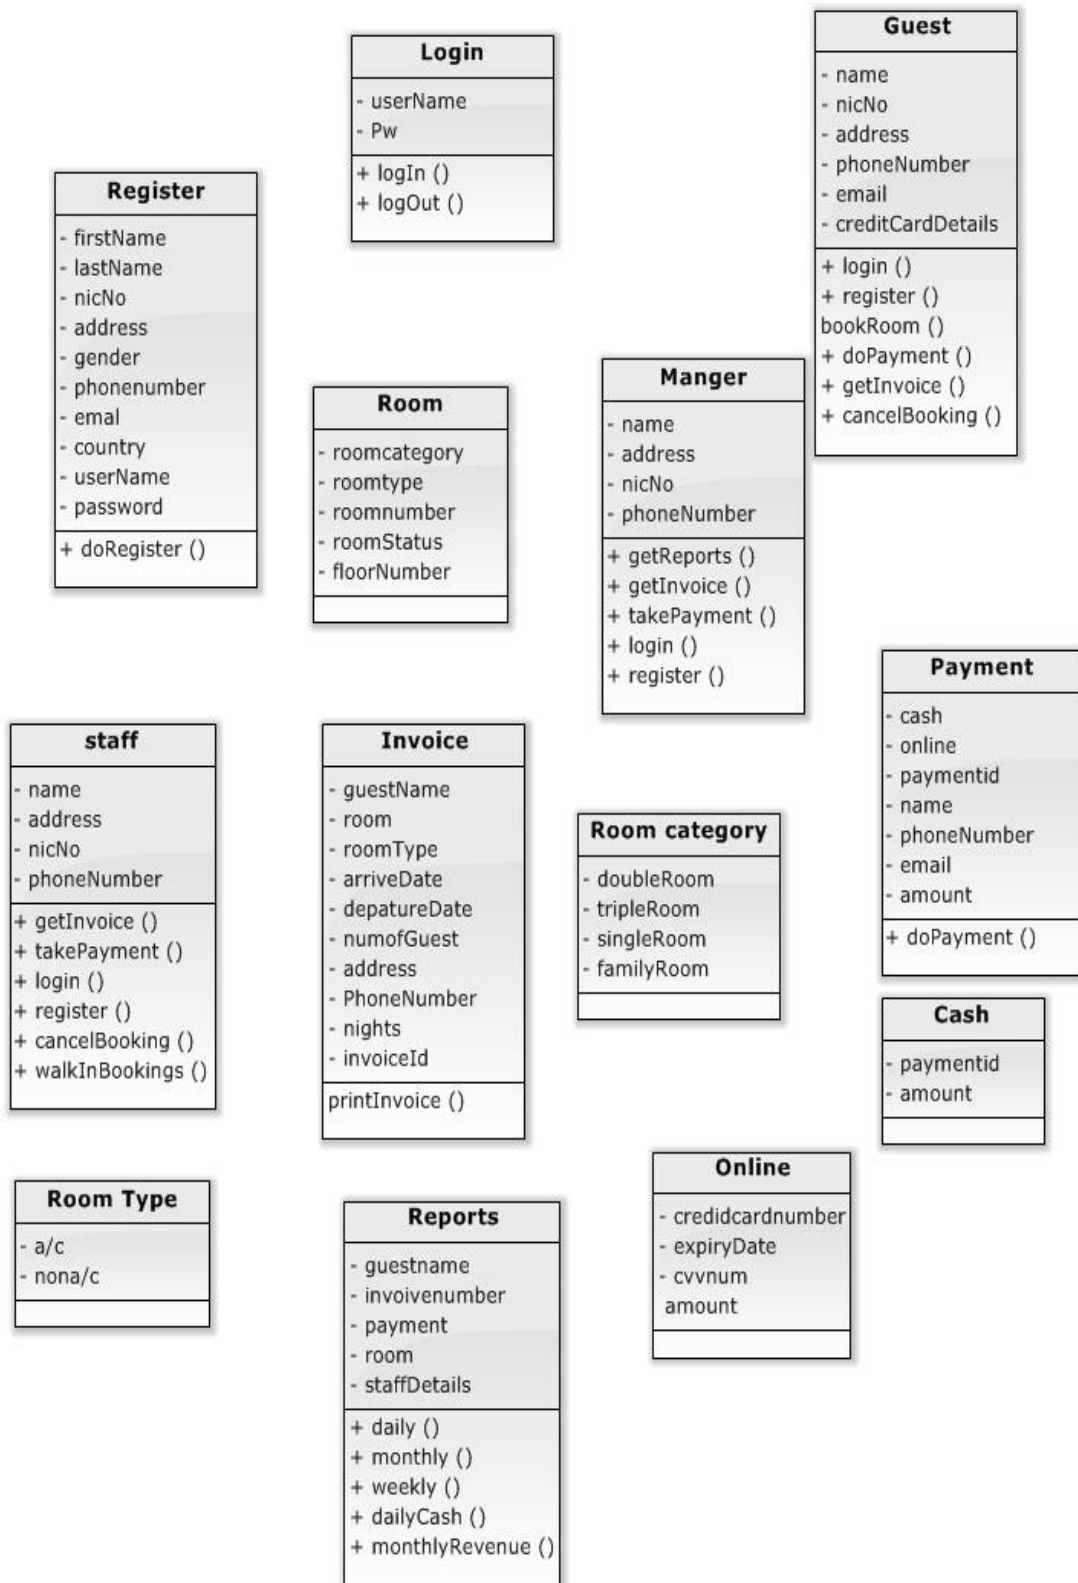 Login
- userName
- Pw
+ logIn ()
+ logOut ()
Guest
- name
- nicNo
- address
- phoneNumber
- email
- creditCardDetails
+ login ()
+ register ()
bookRoom ()
+ doPayment ()
+ getInvoice ()
+ cancelBooking ()
Register
- firstName
- lastName
- nicNo
- address
- gender
- phonenumber
- emal
- country
- userName
- password
+ doRegister ()
Room
- roomcategory
- roomtype
- roomnumber
- roomStatus
- floorNumber
Manger
- name
- address
- nicNo
- phoneNumber
+ getReports ()
+ getInvoice ()
+ takePayment ()
+ login ()
+ register ()
Payment
- cash
- online
- paymentid
- name
- phoneNumber
- email
- amount
+ doPayment ()
staff
- name
- address
- nicNo
- phoneNumber
+ getInvoice ()
+ takePayment ()
+ login ()
+ register ()
+ cancelBooking ()
+ walkInBookings ()
Invoice
- guestName
- room
- roomType
- arriveDate
- depatureDate
- numofGuest
- address
- PhoneNumber
- nights
- invoiceId
printInvoice ()
Room category
- doubleRoom
- tripleRoom
- singleRoom
- familyRoom
Cash
- paymentid
- amount
Room Type
- a/c
- nona/c
Reports
- guestname
- invoivenumber
- payment
- room
- staffDetails
+ daily ()
+ monthly ()
+ weekly ()
+ dailyCash ()
+ monthlyRevenue ()
Online
- credidcardnumber
- expiryDate
- cvvnum
amount